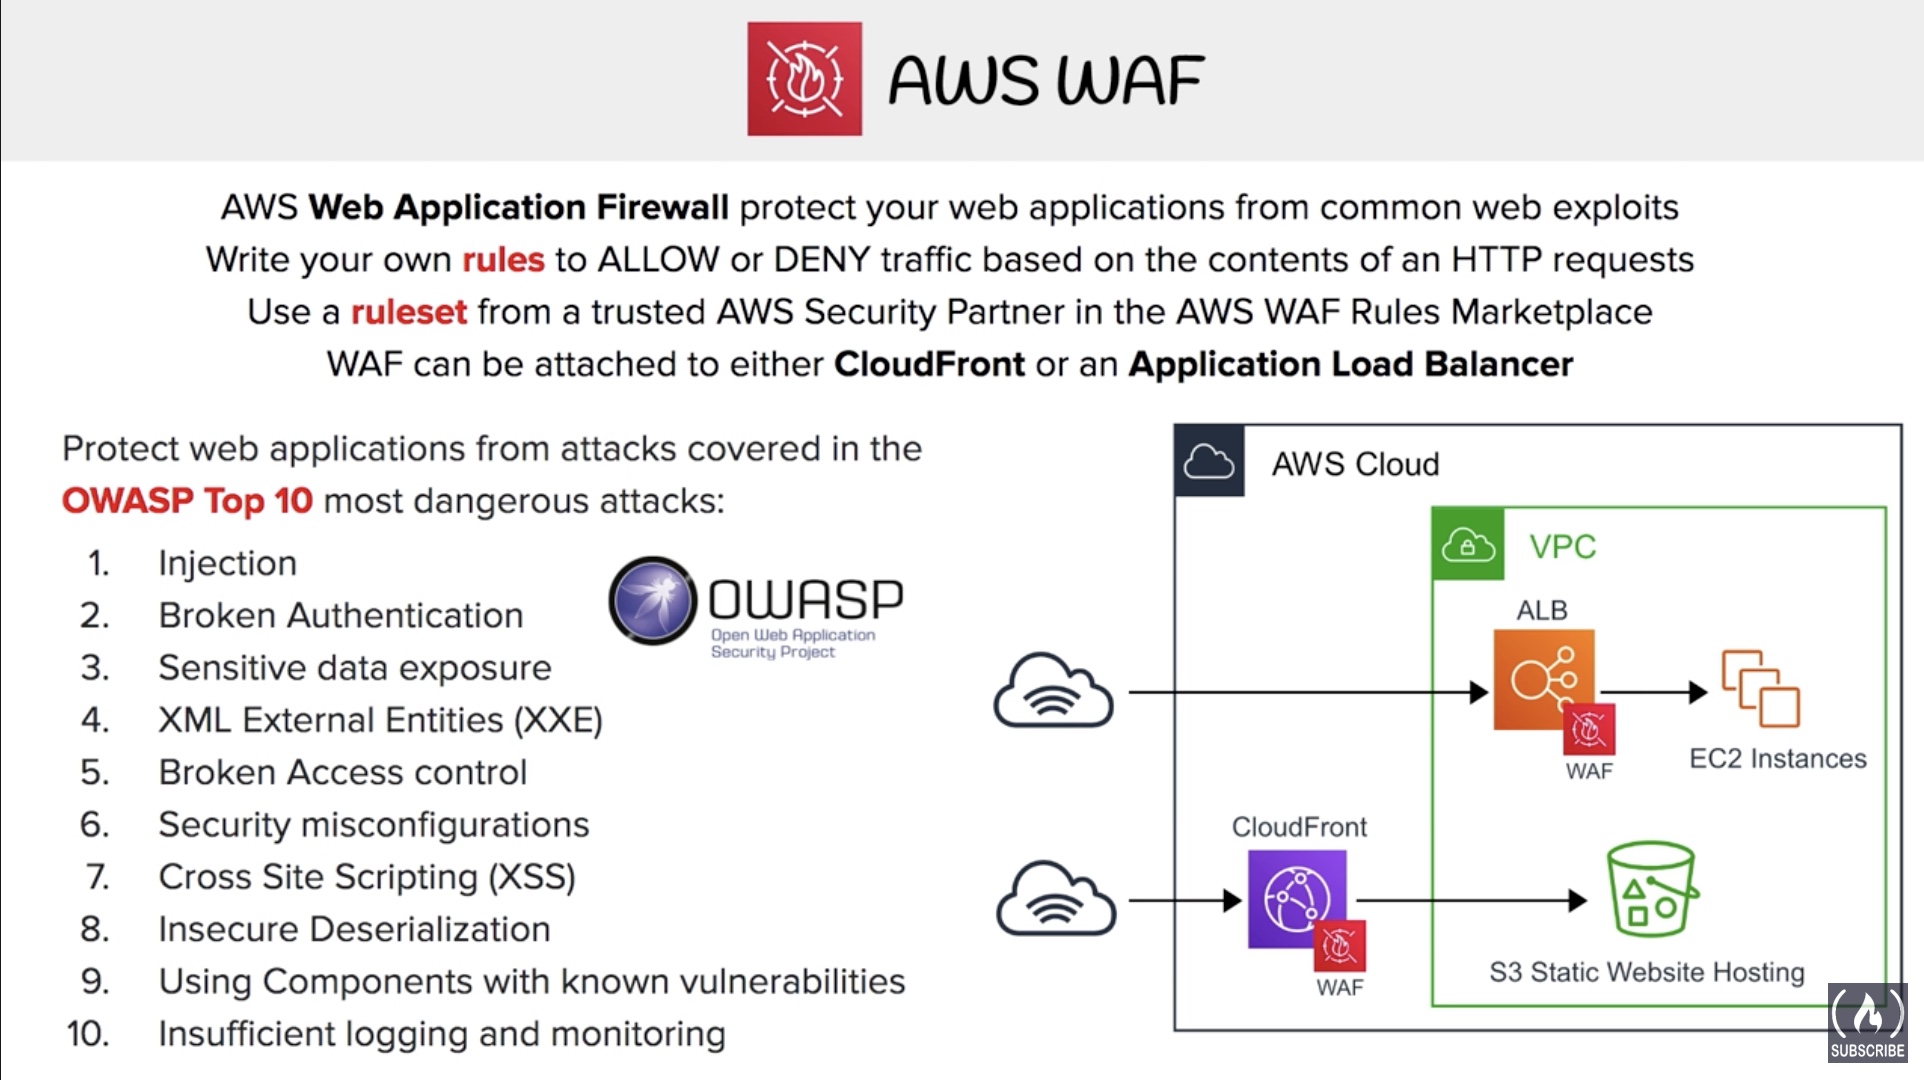 AWS WAF
AWS Web Application Firewall protect your web applications from common web exploits
Write your own rules to ALLOW or DENY traffic based on the contents of an HTTP requests
Use a ruleset from a trusted AWS Security Partner in the AWS WAF Rules Marketplace
WAF can be attached to either CloudFront or an Application Load Balancer
Protect web applications from attacks covered in the
OWASP Top 10 most dangerous attacks:
1. Injection
2. Broken Authentication
3. Sensitive data exposure
4. XML External Entities (XXE)
5. Broken Access control
6. Security misconfigurations
7. Cross Site Scripting (XSS)
8. Insecure Deserialization
9. Using Components with known vulnerabilities
10. Insufficient logging and monitoring
OWASP
Open Web Application
Security Project
AWS Cloud
VPC
ALB
WAF
EC2 Instances
CloudFront
WAF
S3 Static Website Hosting
SUBSCRIBE